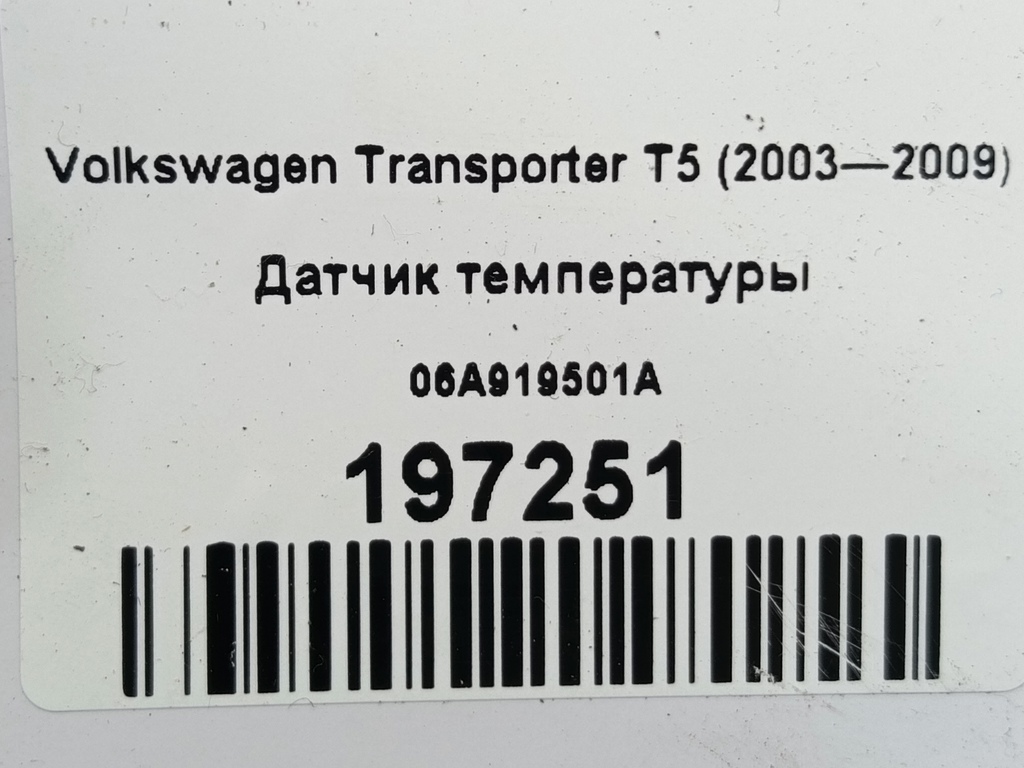 Volkswagen Transporter T5 (2003—2009)
Датчик температуры
06A919501A
197251